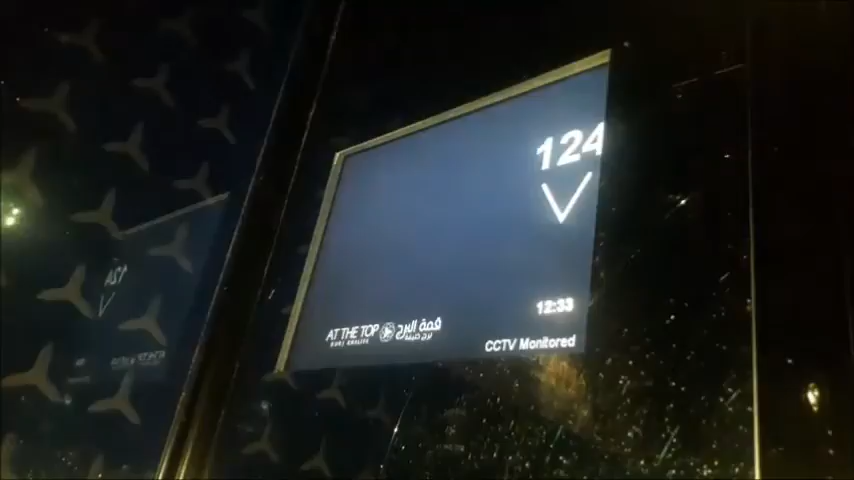 124
12:33
AT THE TOP
BURJ KHALIFA
قمة البرج
برج خليفة
CCTV Monitored